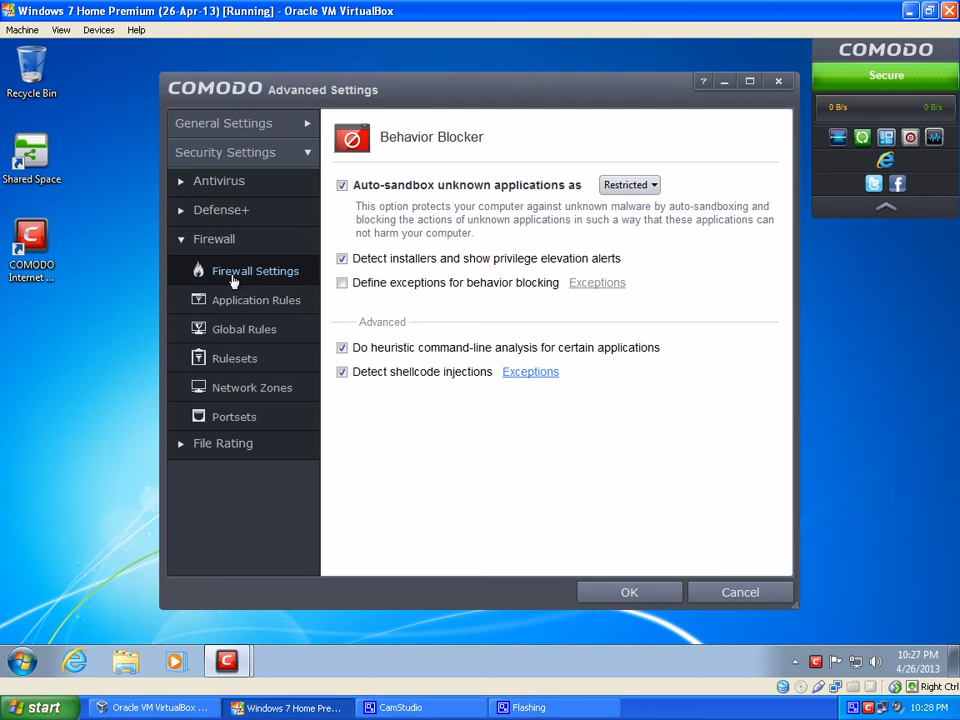 Windows 7 Home Premium (26-Apr-13) [Running] - Oracle VM VirtualBox
Machine View Devices Help
Recycle Bin
Shared Space
COMODO
Internet ...
COMODO
Secure
0 B/s 0 B/s
COMODO Advanced Settings
?
General Settings
Security Settings
Antivirus
Defense+
Firewall
Firewall Settings
Application Rules
Global Rules
Rulesets
Network Zones
Portsets
File Rating
Behavior Blocker
Auto-sandbox unknown applications as Restricted
This option protects your computer against unknown malware by auto-sandboxing and
blocking the actions of unknown applications in such a way that these applications can
not harm your computer.
Detect installers and show privilege elevation alerts
Define exceptions for behavior blocking Exceptions
Advanced
Do heuristic command-line analysis for certain applications
Detect shellcode injections Exceptions
OK Cancel
10:27 PM
4/26/2013
Right Ctrl
start
Oracle VM VirtualBox ...
Windows 7 Home Pre...
CamStudio
Flashing
10:28 PM